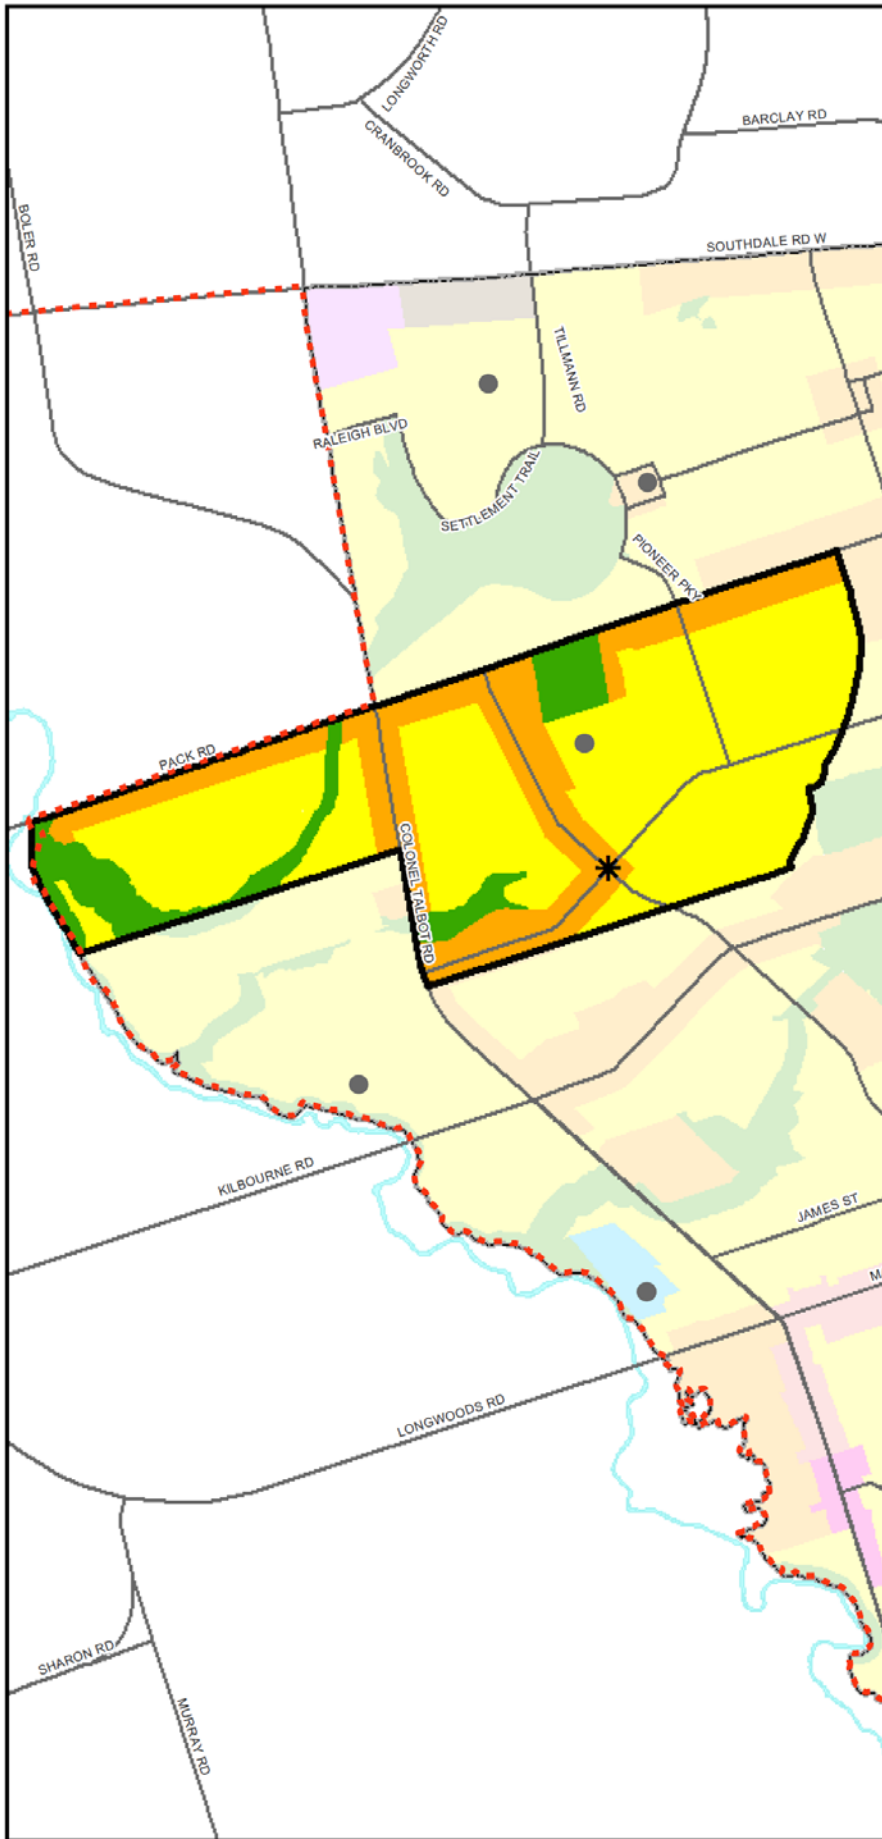 LONGWORTH RD
BARCLAY RD
CRANBROOK RD
BOLER RD
SOUTHDALE RD W
TILLMANN RD
RALEIGH BLVD
SETTLEMENT TRAIL
PIONEER PKY
PACK RD
COLONEL TALBOT RD
KILBOURNE RD
JAMES ST
M
LONGWOODS RD
SHARON RD
MURRAY RD